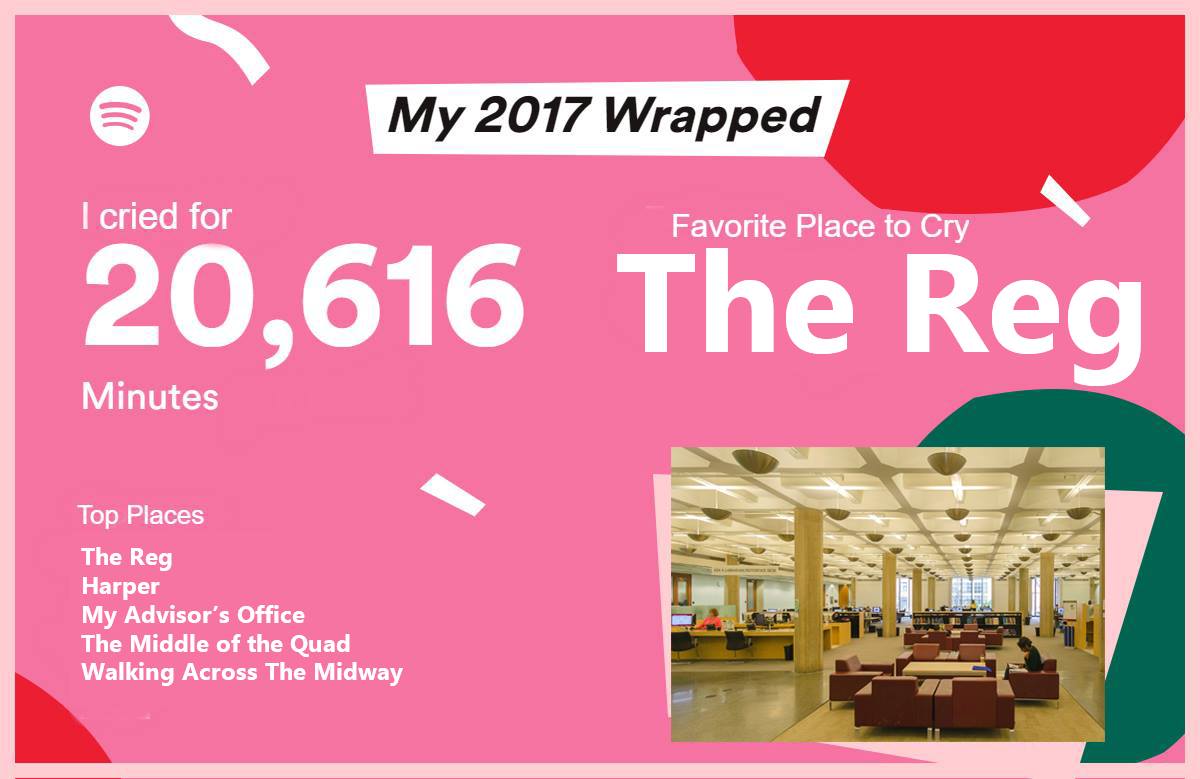 My 2017 Wrapped
I cried for
20,616
Minutes
Favorite Place to Cry
The Reg
Top Places
The Reg
Harper
My Advisor’s Office
The Middle of the Quad
Walking Across The Midway